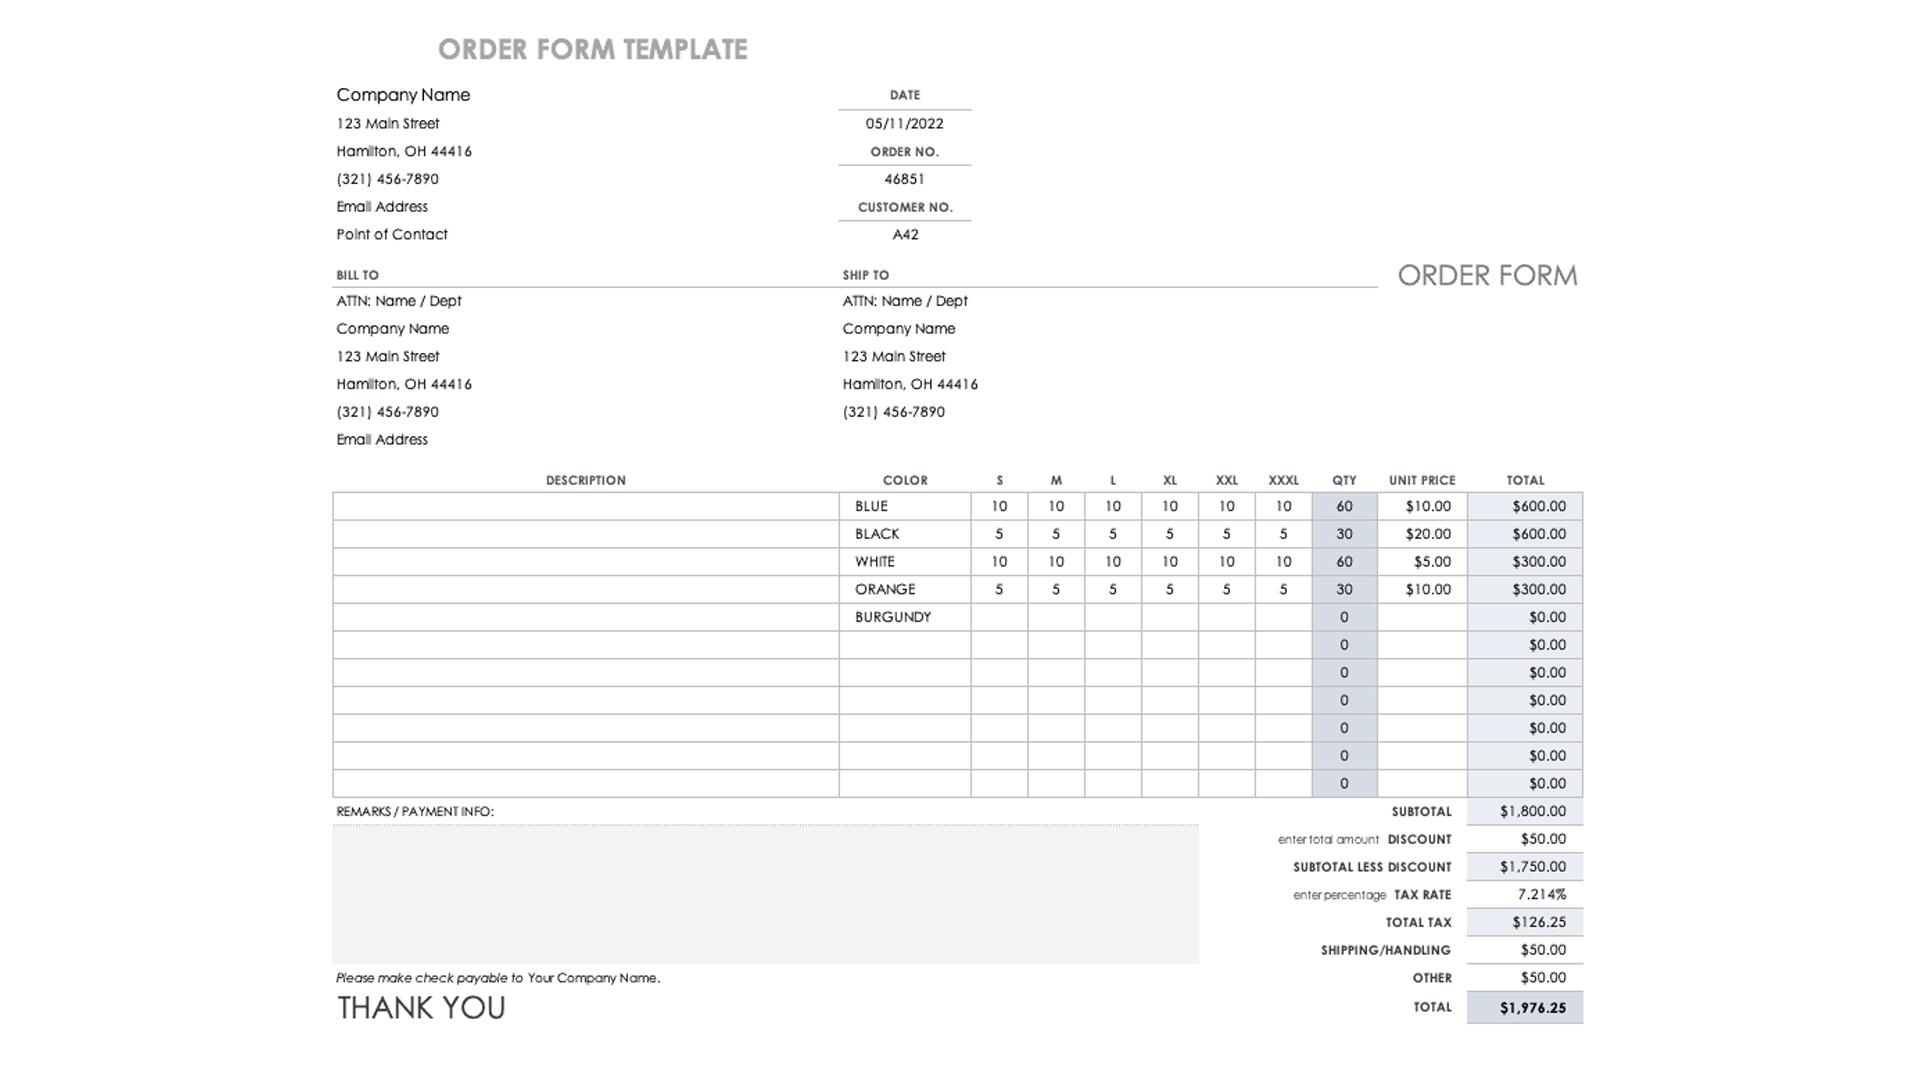 ORDER FORM TEMPLATE
Company Name DATE
123 Main Street 05/11/2022
Hamilton, OH 44416 ORDER NO.
(321) 456-7890 46851
Email Address CUSTOMER NO.
Point of Contact A42
BILL TO SHIP TO ORDER FORM
ATTN: Name / Dept ATTN: Name / Dept
Company Name Company Name
123 Main Street 123 Main Street
Hamilton, OH 44416 Hamilton, OH 44416
(321) 456-7890 (321) 456-7890
Email Address
DESCRIPTION COLOR S M L XL XXL XXXL QTY UNIT PRICE TOTAL
BLUE 10 10 10 10 10 10 60 $10.00 $600.00
BLACK 5 5 5 5 5 5 30 $20.00 $600.00
WHITE 10 10 10 10 10 10 60 $5.00 $300.00
ORANGE 5 5 5 5 5 5 30 $10.00 $300.00
BURGUNDY 0 $0.00
0 $0.00
0 $0.00
0 $0.00
0 $0.00
0 $0.00
0 $0.00
REMARKS / PAYMENT INFO: SUBTOTAL $1,800.00
enter total amount DISCOUNT $50.00
SUBTOTAL LESS DISCOUNT $1,750.00
enter percentage TAX RATE 7.214%
TOTAL TAX $126.25
SHIPPING/HANDLING $50.00
Please make check payable to Your Company Name. OTHER $50.00
THANK YOU TOTAL $1,976.25